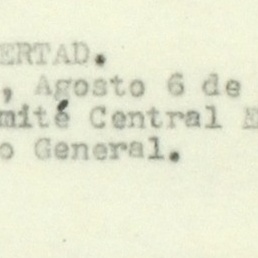 ERTAD.
, Agosto 6 de
mité Central E
o General.